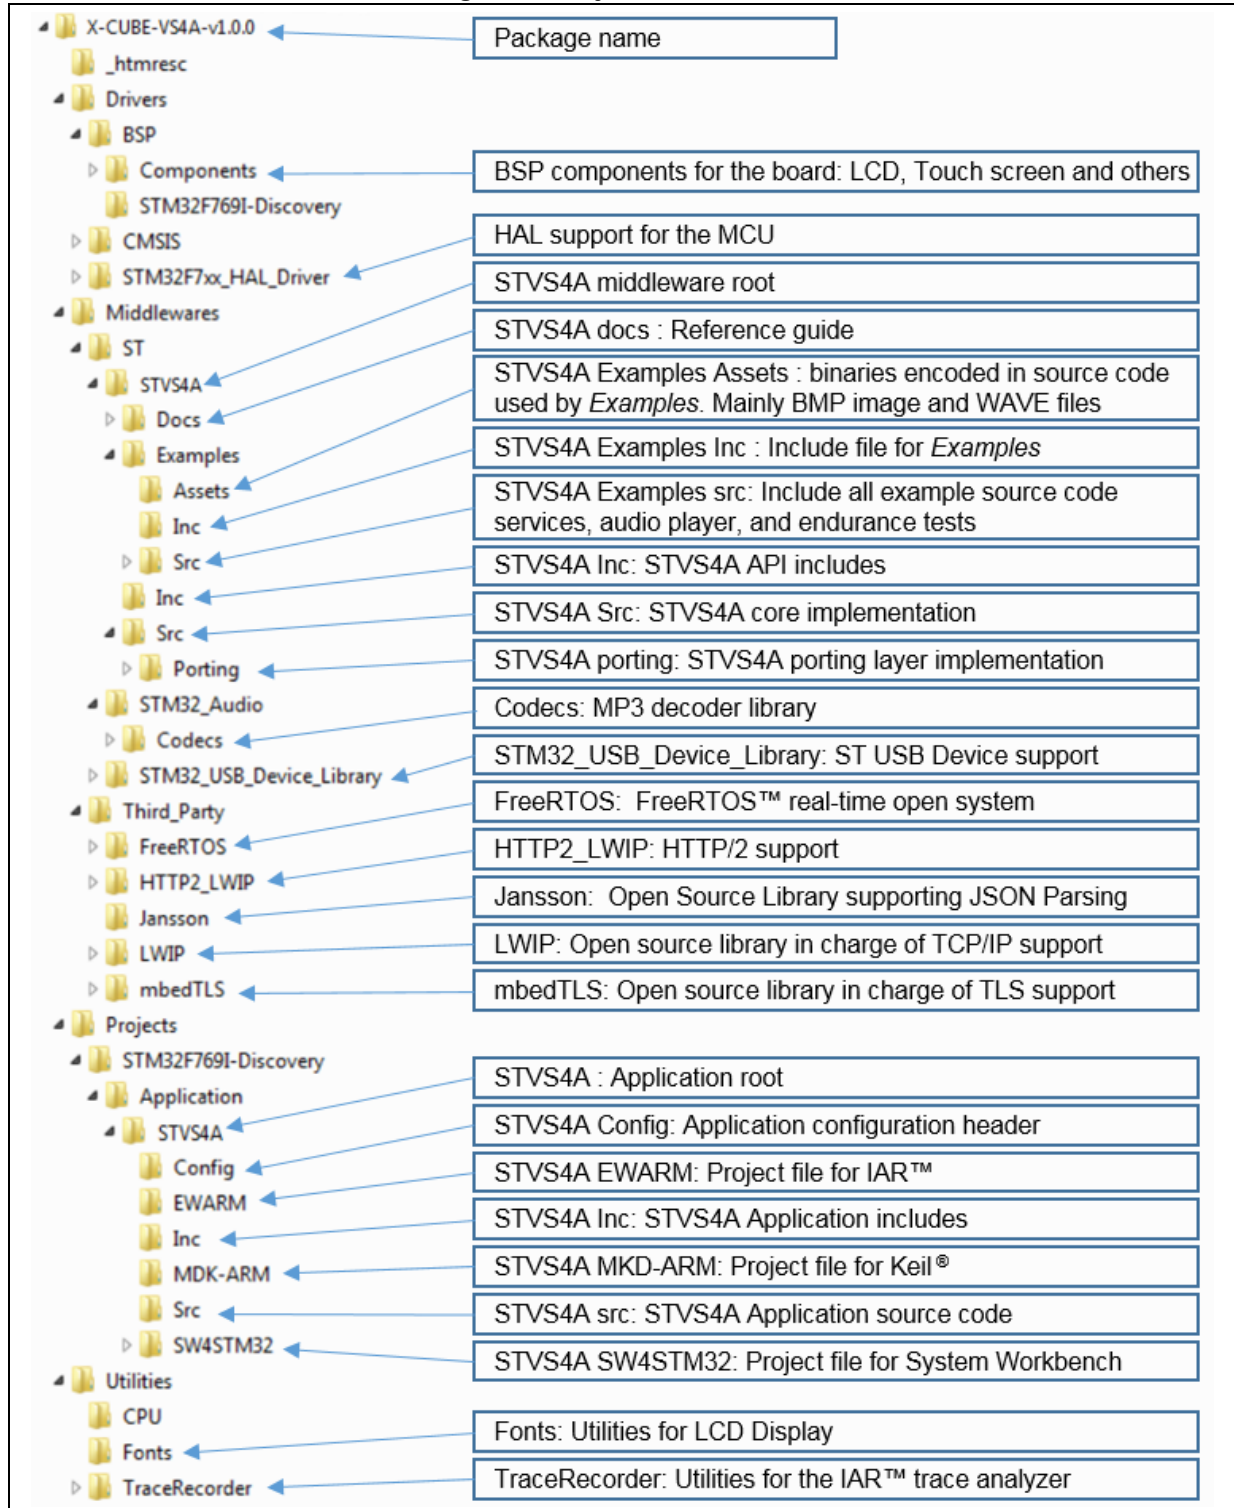 X-CUBE-VS4A-v1.0.0
Package name
_htmresc
Drivers
BSP
Components
BSP components for the board: LCD, Touch screen and others
STM32F769I-Discovery
CMSIS
HAL support for the MCU
STM32F7xx_HAL_Driver
STVS4A middleware root
Middlewares
ST
STVS4A docs : Reference guide
STVS4A
STVS4A Examples Assets : binaries encoded in source code
used by Examples. Mainly BMP image and WAVE files
Docs
Examples
STVS4A Examples Inc : Include file for Examples
Assets
STVS4A Examples src: Include all example source code
services, audio player, and endurance tests
Inc
Src
STVS4A Inc: STVS4A API includes
Inc
STVS4A Src: STVS4A core implementation
Src
STVS4A porting: STVS4A porting layer implementation
Porting
STM32_Audio
Codecs: MP3 decoder library
Codecs
STM32_USB_Device_Library: ST USB Device support
STM32_USB_Device_Library
FreeRTOS: FreeRTOS™ real-time open system
Third_Party
FreeRTOS
HTTP2_LWIP: HTTP/2 support
HTTP2_LWIP
Jansson: Open Source Library supporting JSON Parsing
Jansson
LWIP: Open source library in charge of TCP/IP support
LWIP
mbedTLS: Open source library in charge of TLS support
mbedTLS
Projects
STM32F769I-Discovery
STVS4A : Application root
Application
STVS4A Config: Application configuration header
STVS4A
Config
STVS4A EWARM: Project file for IAR™
EWARM
STVS4A Inc: STVS4A Application includes
Inc
STVS4A MKD-ARM: Project file for Keil®
MDK-ARM
STVS4A src: STVS4A Application source code
Src
SW4STM32
STVS4A SW4STM32: Project file for System Workbench
Utilities
CPU
Fonts: Utilities for LCD Display
Fonts
TraceRecorder: Utilities for the IAR™ trace analyzer
TraceRecorder